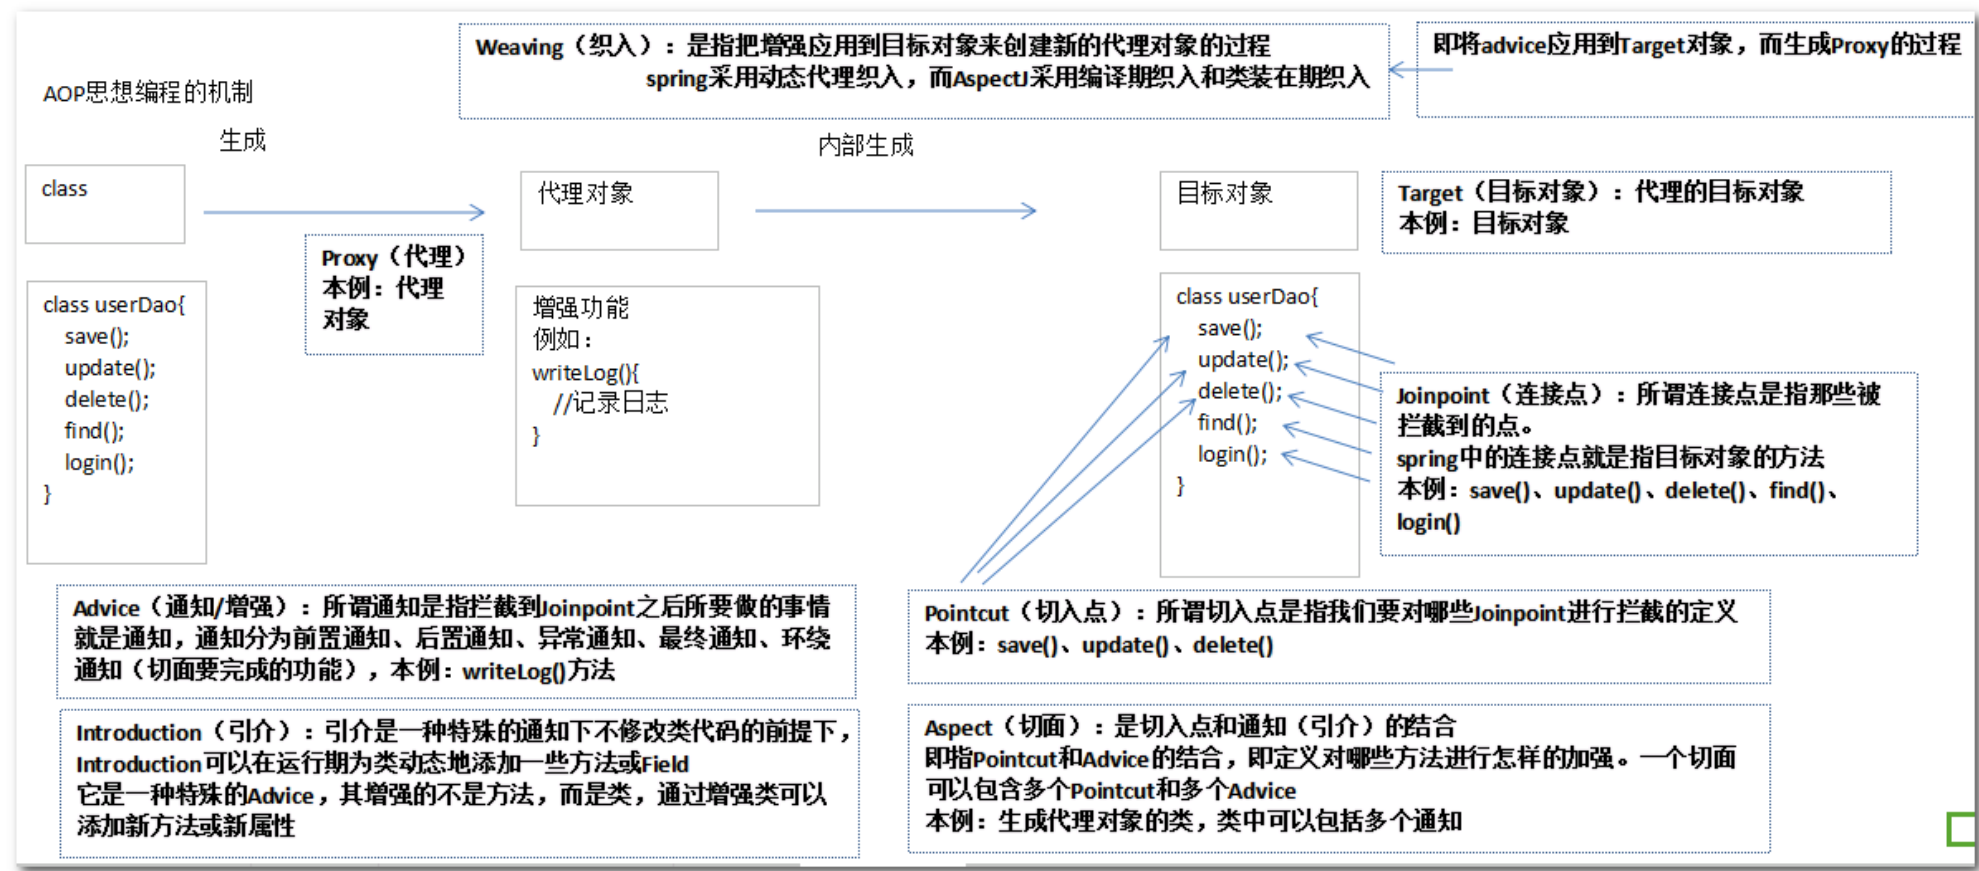 Weaving（织入）：是指把增强应用到目标对象来创建新的代理对象的过程
spring采用动态代理织入，而AspectJ采用编译期织入和类装在期织入
即将advice应用到Target对象，而生成Proxy的过程
AOP思想编程的机制
生成
内部生成
class
代理对象
目标对象
Target（目标对象）：代理的目标对象
本例：目标对象
Proxy（代理）
本例：代理
对象
class userDao{
save();
update();
delete();
find();
login();
}
增强功能
例如：
writeLog(){
//记录日志
}
class userDao{
save();
update();
delete();
find();
login();
}
Joinpoint（连接点）：所谓连接点是指那些被
拦截到的点。
spring中的连接点就是指目标对象的方法
本例：save()、update()、delete()、find()、
login()
Advice（通知/增强）：所谓通知是指拦截到Joinpoint之后所要做的事情
就是通知，通知分为前置通知、后置通知、异常通知、最终通知、环绕
通知（切面要完成的功能），本例：writeLog()方法
Pointcut（切入点）：所谓切入点是指我们要对哪些Joinpoint进行拦截的定义
本例：save()、update()、delete()
Introduction（引介）：引介是一种特殊的通知下不修改类代码的前提下，
Introduction可以在运行期为类动态地添加一些方法或Field
它是一种特殊的Advice，其增强的不是方法，而是类，通过增强类可以
添加新方法或新属性
Aspect（切面）：是切入点和通知（引介）的结合
即指Pointcut和Advice的结合，即定义对哪些方法进行怎样的加强。一个切面
可以包含多个Pointcut和多个Advice
本例：生成代理对象的类，类中可以包括多个通知